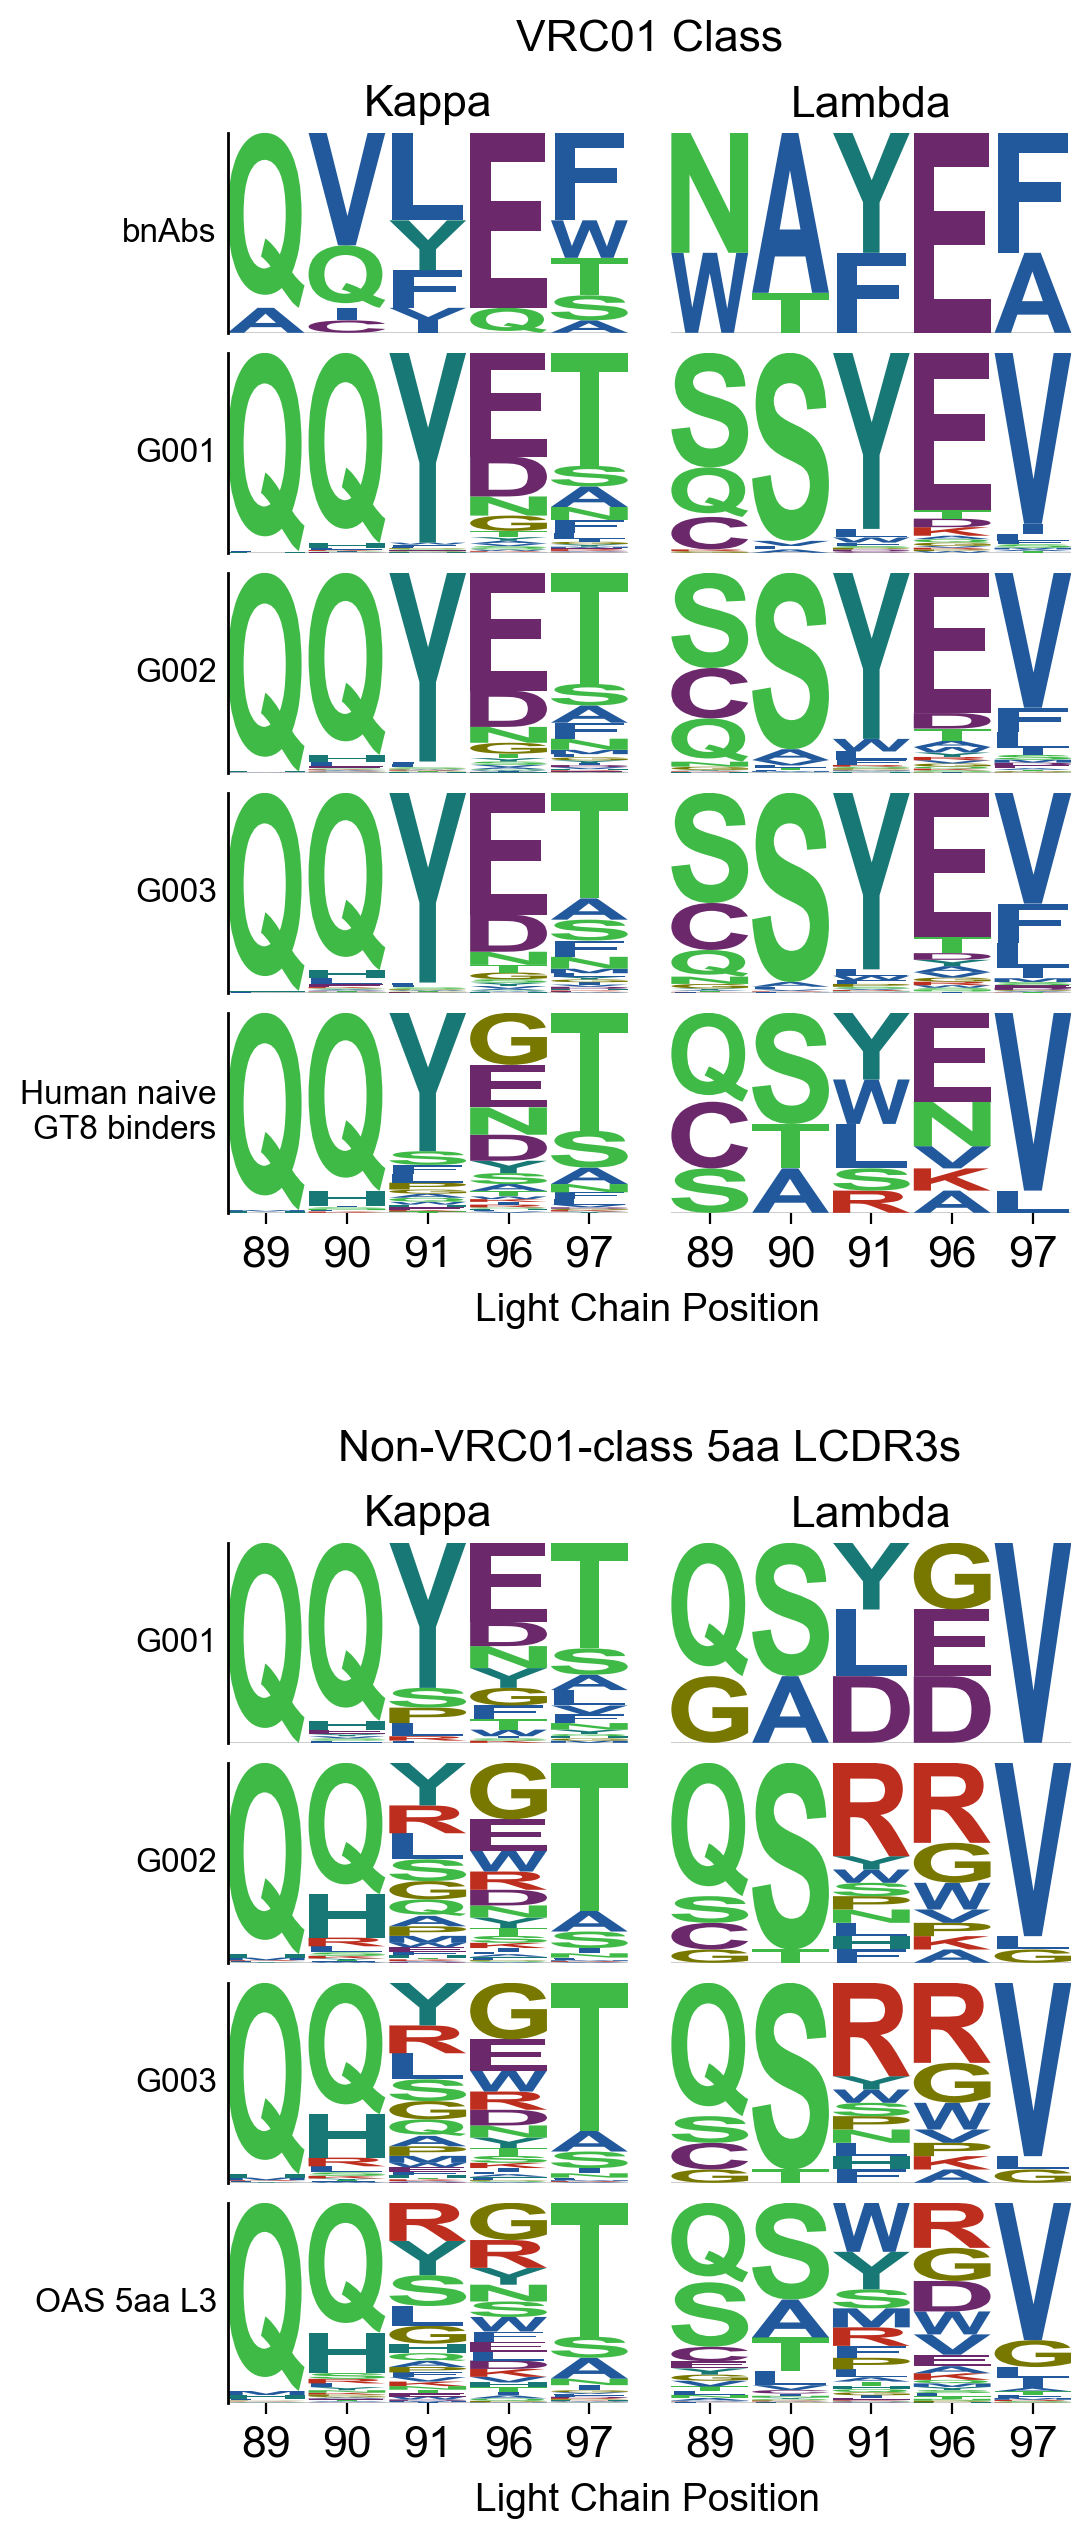 VRC01 Class
Kappa Lambda
bnAbs
G001
G002
G003
Human naive
GT8 binders
89 90 91 96 97 89 90 91 96 97
Light Chain Position
Non-VRC01-class 5aa LCDR3s
Kappa Lambda
G001
G002
G003
OAS 5aa L3
89 90 91 96 97 89 90 91 96 97
Light Chain Position